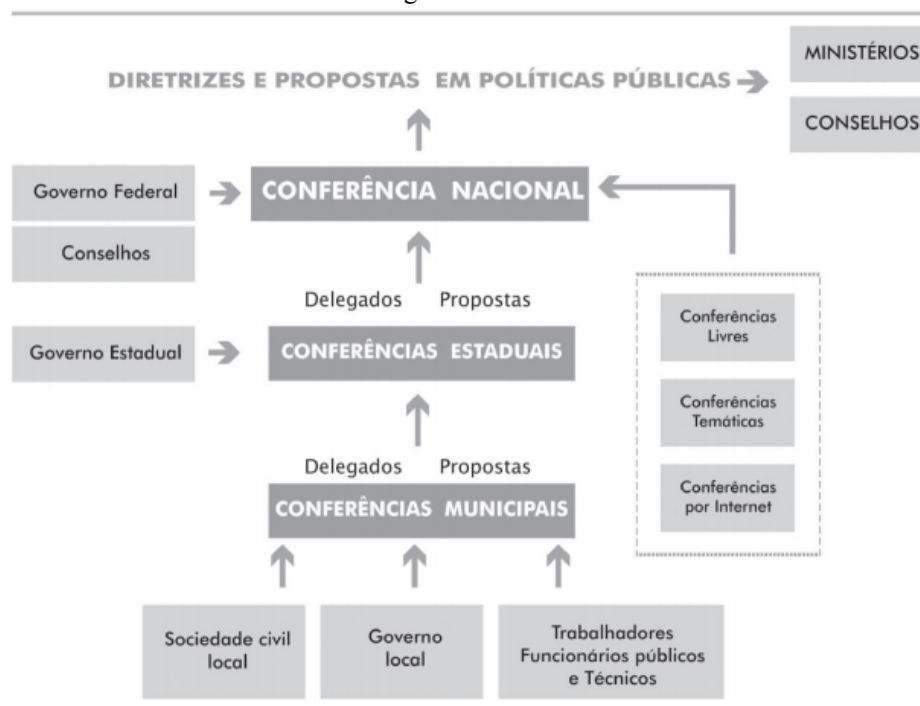 MINISTÉRIOS
DIRETRIZES E PROPOSTAS EM POLÍTICAS PÚBLICAS
CONSELHOS
Governo Federal
CONFERÊNCIA NACIONAL
Conselhos
Delegados Propostas
Governo Estadual
CONFERÊNCIAS ESTADUAIS
Conferências
Livres
Conferências
Temáticas
Delegados Propostas
CONFERÊNCIAS MUNICIPAIS
Conferências
por Internet
Sociedade civil
local
Governo
local
Trabalhadores
Funcionários públicos
e Técnicos